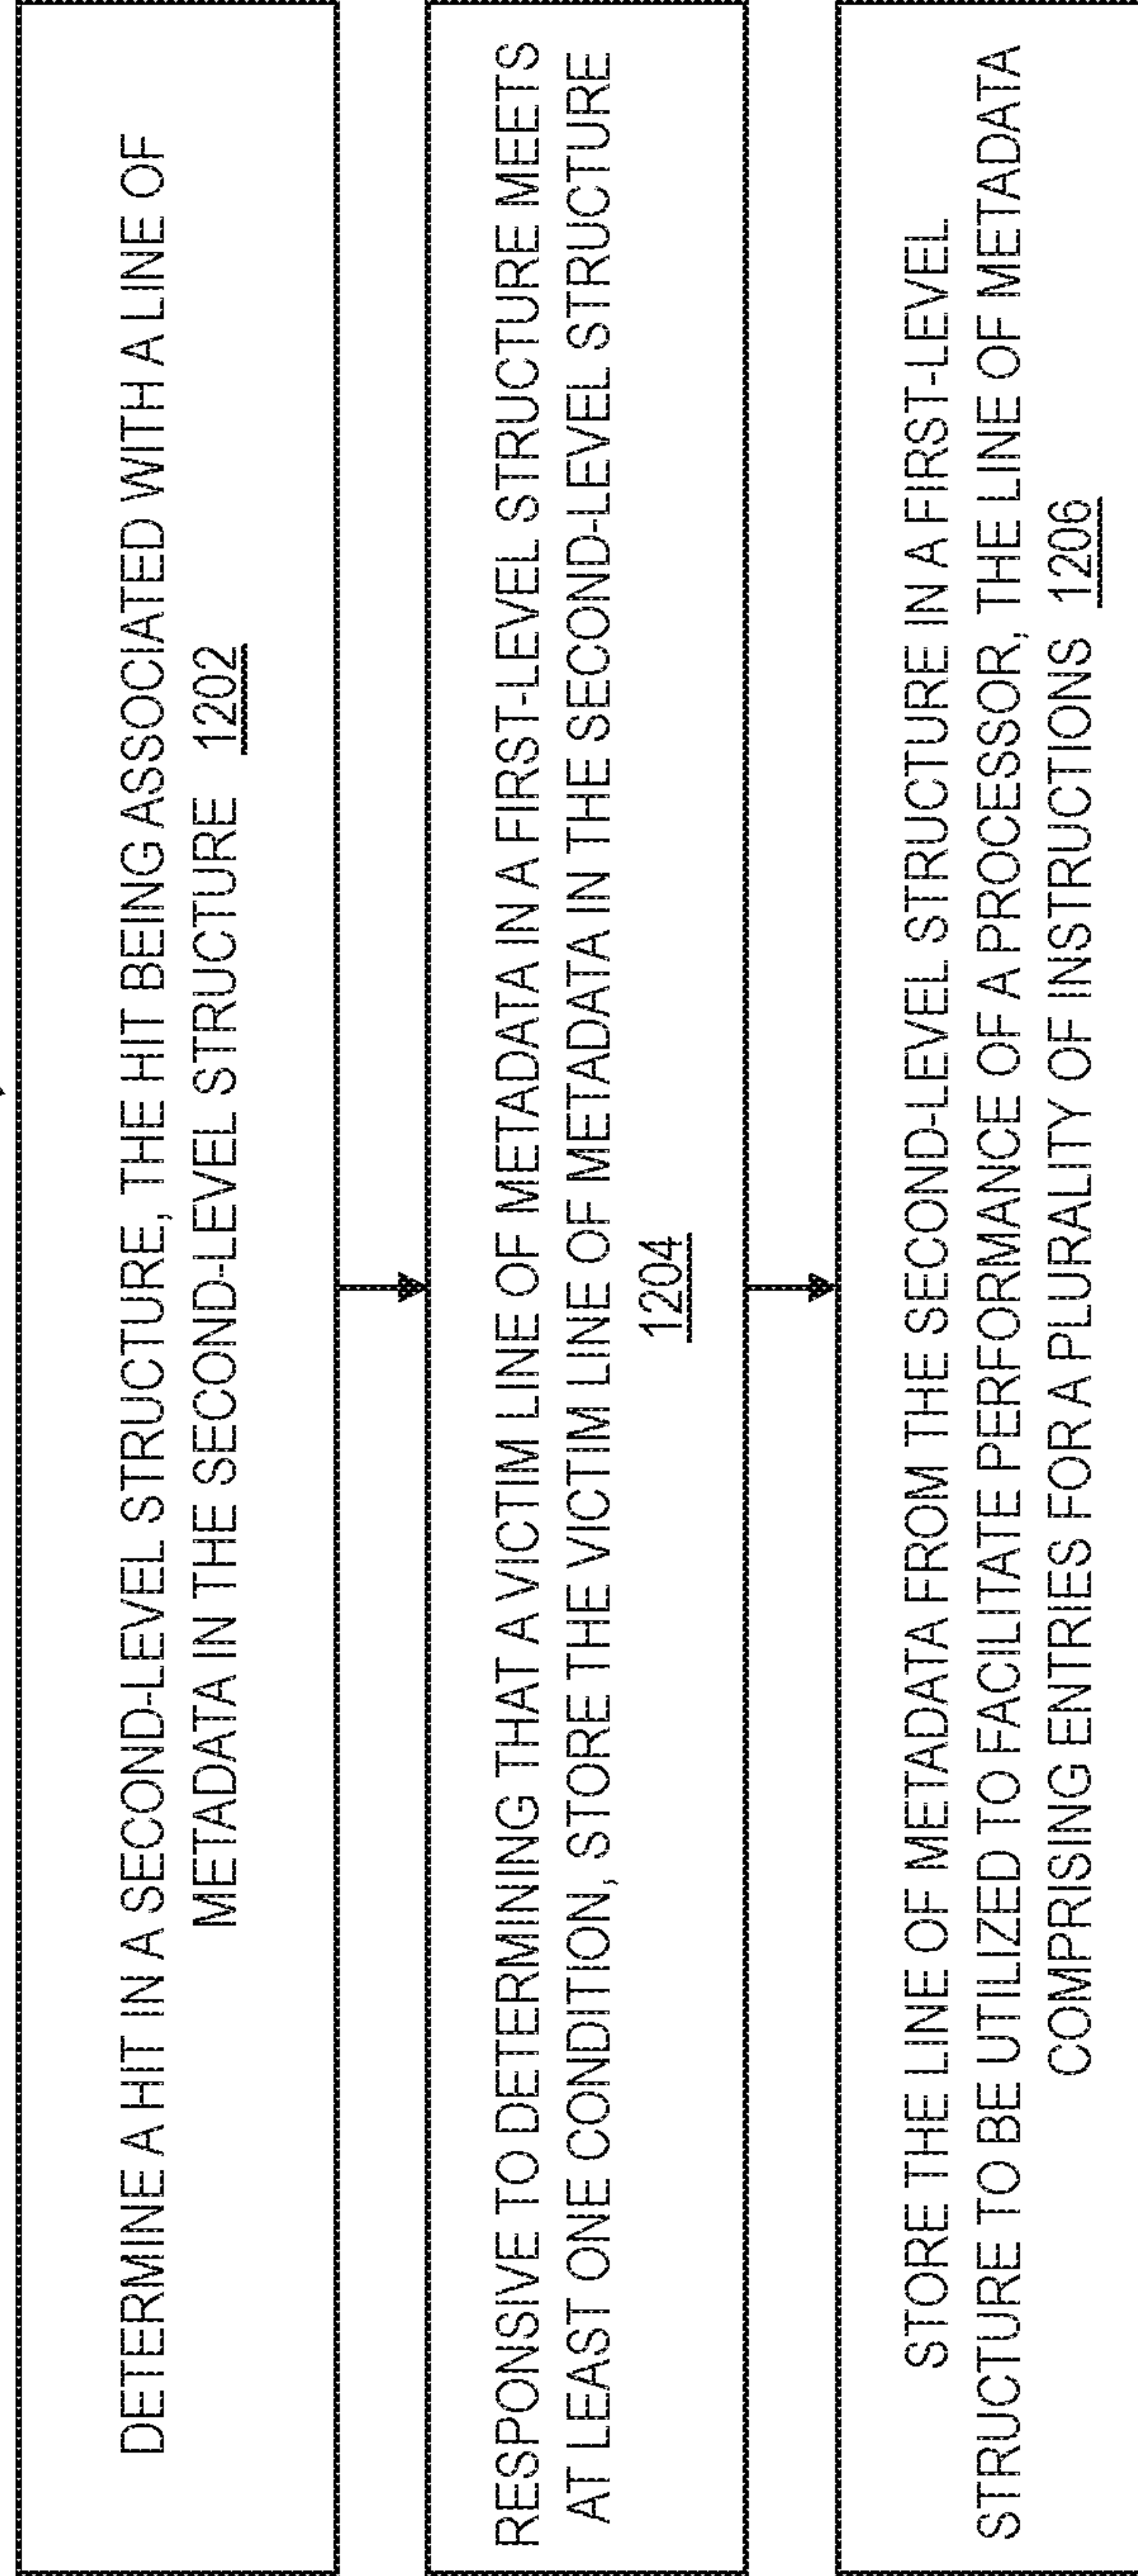 DETERMINE A HIT IN A SECOND-LEVEL STRUCTURE, THE HIT BEING ASSOCIATED WITH A LINE OF
METADATA IN THE SECOND-LEVEL STRUCTURE 1202
RESPONSIVE TO DETERMINING THAT A VICTIM LINE OF METADATA IN A FIRST-LEVEL STRUCTURE MEETS
AT LEAST ONE CONDITION, STORE THE VICTIM LINE OF METADATA IN THE SECOND-LEVEL STRUCTURE
1204
STORE THE LINE OF METADATA FROM THE SECOND-LEVEL STRUCTURE IN A FIRST-LEVEL
STRUCTURE TO BE UTILIZED TO FACILITATE PERFORMANCE OF A PROCESSOR, THE LINE OF METADATA
COMPRISING ENTRIES FOR A PLURALITY OF INSTRUCTIONS 1206